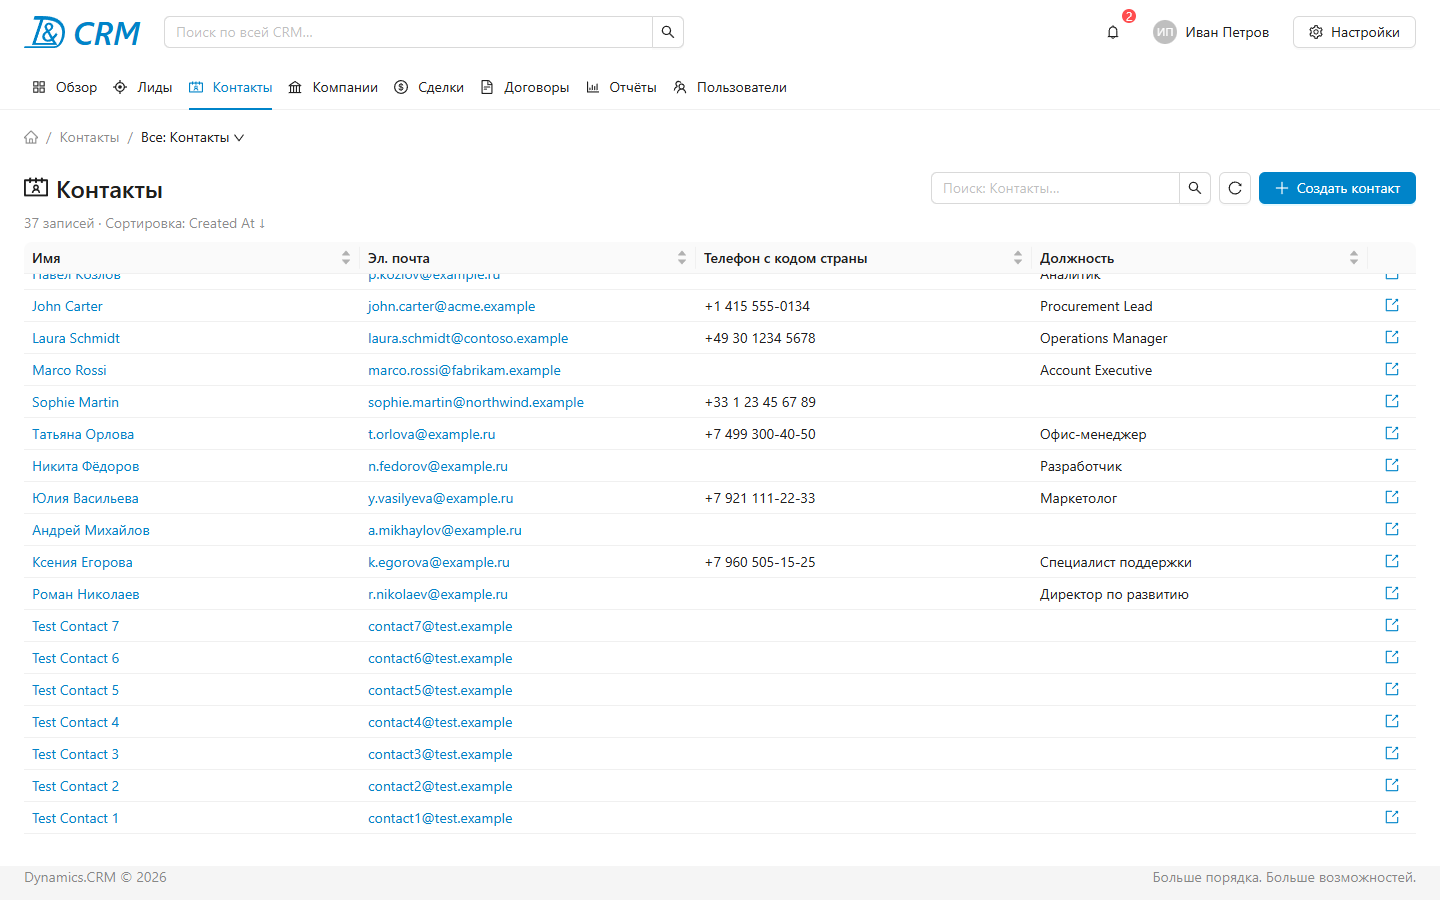 D& CRM
Поиск по всей CRM...
2
ИП Иван Петров
Настройки
Обзор Лиды Контакты Компании Сделки Договоры Отчёты Пользователи
/ Контакты / Все: Контакты
Контакты
Поиск: Контакты...
Создать контакт
37 записей · Сортировка: Created At ↓
Имя Эл. почта Телефон с кодом страны Должность
Павел Козлов p.kozlov@example.ru Аналитик
John Carter john.carter@acme.example +1 415 555-0134 Procurement Lead
Laura Schmidt laura.schmidt@contoso.example +49 30 1234 5678 Operations Manager
Marco Rossi marco.rossi@fabrikam.example Account Executive
Sophie Martin sophie.martin@northwind.example +33 1 23 45 67 89
Татьяна Орлова t.orlova@example.ru +7 499 300-40-50 Офис-менеджер
Никита Фёдоров n.fedorov@example.ru Разработчик
Юлия Васильева y.vasilyeva@example.ru +7 921 111-22-33 Маркетолог
Андрей Михайлов a.mikhaylov@example.ru
Ксения Егорова k.egorova@example.ru +7 960 505-15-25 Специалист поддержки
Роман Николаев r.nikolaev@example.ru Директор по развитию
Test Contact 7 contact7@test.example
Test Contact 6 contact6@test.example
Test Contact 5 contact5@test.example
Test Contact 4 contact4@test.example
Test Contact 3 contact3@test.example
Test Contact 2 contact2@test.example
Test Contact 1 contact1@test.example
Dynamics.CRM © 2026
Больше порядка. Больше возможностей.